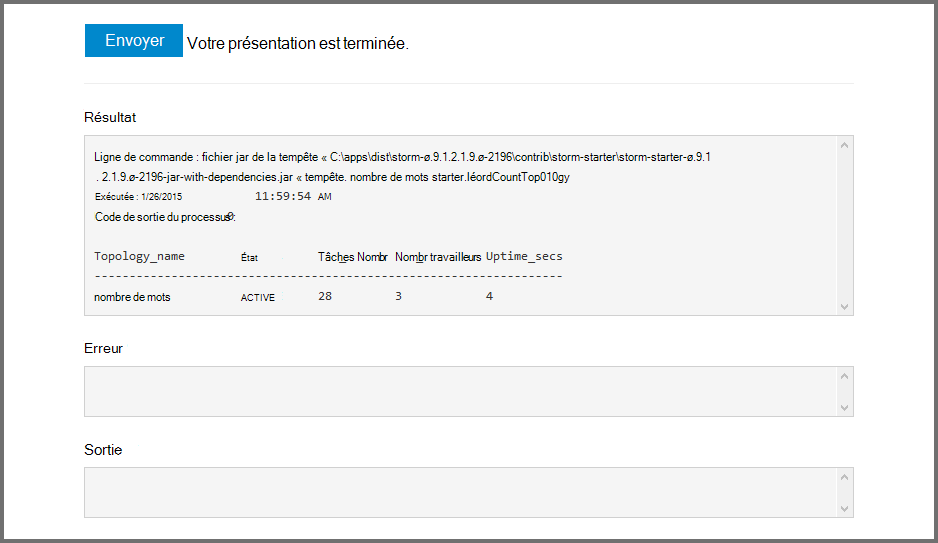 Envoyer Votre présentation est terminée.
Résultat
Ligne de commande : fichier jar de la tempête « C:\apps\dist\storm-ø.9.1.2.1.9.ø-2196\contrib\storm-starter\storm-starter-ø.9.1
. 2.1.9.ø-2196-jar-with-dependencies.jar « tempête. nombre de mots starter.léordCountTop010gy
Exécutée : 1/26/2015 11:59:54 AM
Code de sortie du processus :
Topology_name État Tâches Nombr Nombr travailleurs Uptime_secs
-------------------------------------------------------------------
nombre de mots ACTIVE 28 3 4
Erreur
Sortie